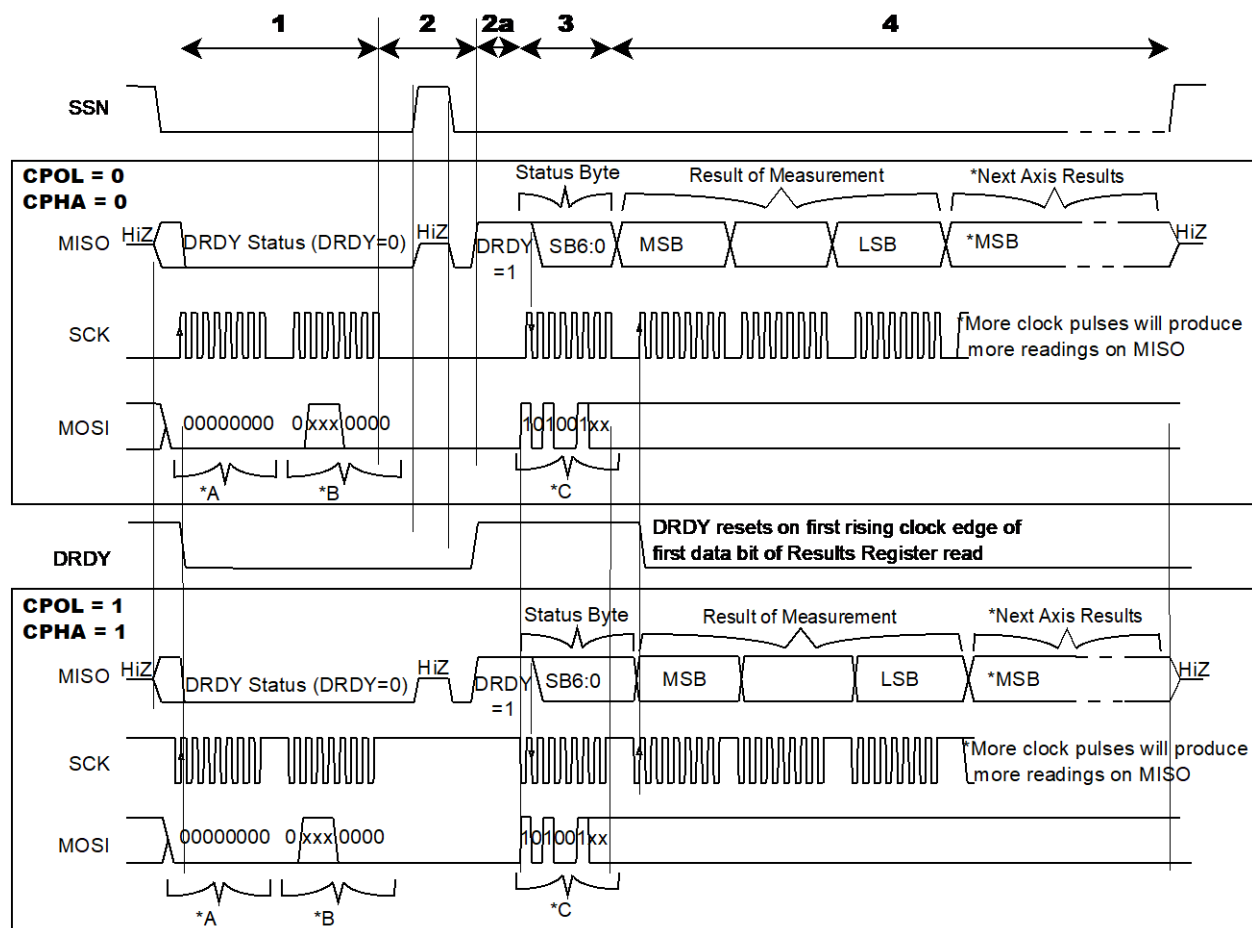 1 2 2a 3 4
SSN
CPOL = 0
CPHA = 0
Status Byte Result of Measurement *Next Axis Results
MISO HiZ DRDY Status (DRDY=0) HiZ DRDY =1 SB6:0 MSB LSB *MSB HiZ
SCK *More clock pulses will produce
more readings on MISO
MOSI 00000000 0 xxx 0000 101001xx
*A *B *C
DRDY DRDY resets on first rising clock edge of
first data bit of Results Register read
CPOL = 1
CPHA = 1
Status Byte Result of Measurement *Next Axis Results
MISO HiZ DRDY Status (DRDY=0) HiZ DRDY =1 SB6:0 MSB LSB *MSB HiZ
SCK *More clock pulses will produce
more readings on MISO
MOSI 00000000 0 xxx 0000 101001xx
*A *B *C